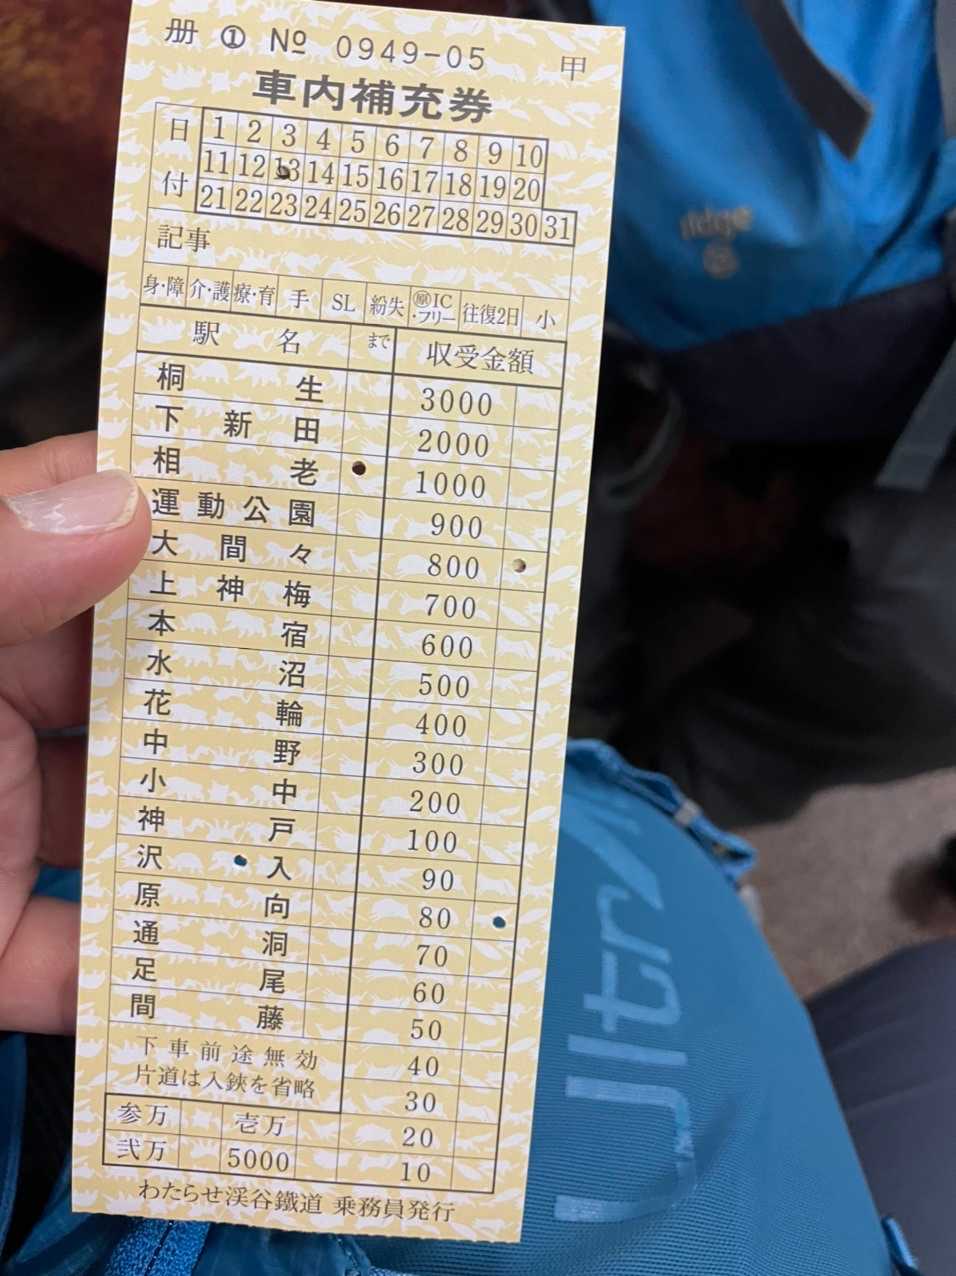 冊 ① № 0949-05 甲
車内補充券
日付
1 2 3 4 5 6 7 8 9 10
11 12 13 14 15 16 17 18 19 20
21 22 23 24 25 26 27 28 29 30 31
記事
身・障 介・護 療・育 手 SL 紛失 ㊝IC・フリー 往復2日 小
駅名 まで 収受金額
桐生 3000
下新田 2000
相老 1000
運動公園 900
大間々 800
上神梅 700
本宿 600
水沼 500
花輪 400
中野 300
小中 200
神戸 100
沢入 90
原向 80
通洞 70
足尾 60
間藤 50
下車前途無効 40
片道は入鋏を省略 30
参万 壱万 20
弐万 5000 10
わたらせ渓谷鐵道 乗務員発行
ridge
Ultr